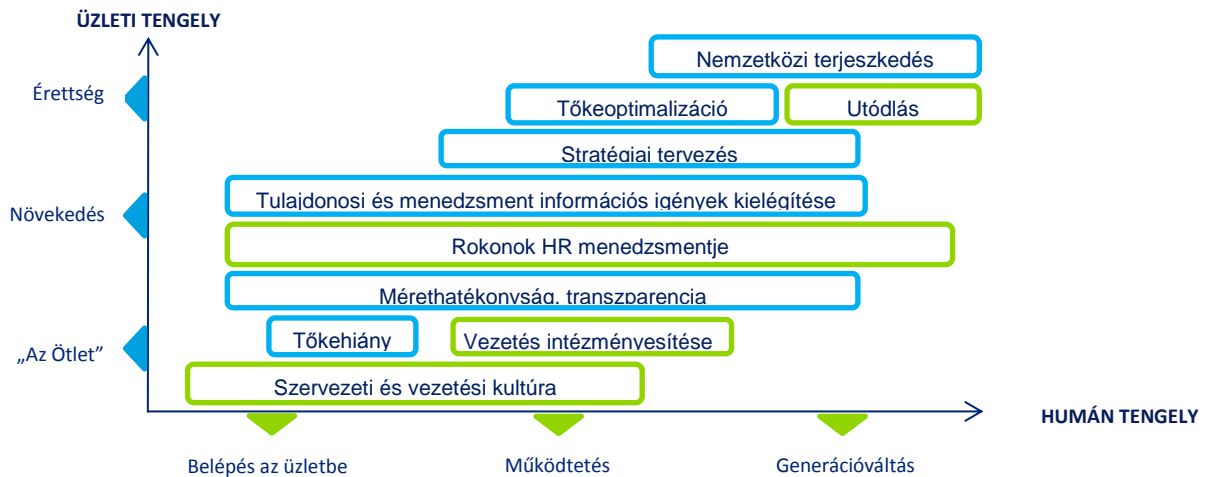 ÜZLETI TENGELY
Nemzetközi terjeszkedés
Érettség
Tőkeoptimalizáció
Utódlás
Stratégiai tervezés
Tulajdonosi és menedzsment információs igények kielégítése
Növekedés
Rokonok HR menedzsmentje
Mérethatékonyság, transzparencia
„Az Ötlet”
Tőkehiány
Vezetés intézményesítése
Szervezeti és vezetési kultúra
HUMÁN TENGELY
Belépés az üzletbe
Működtetés
Generációváltás